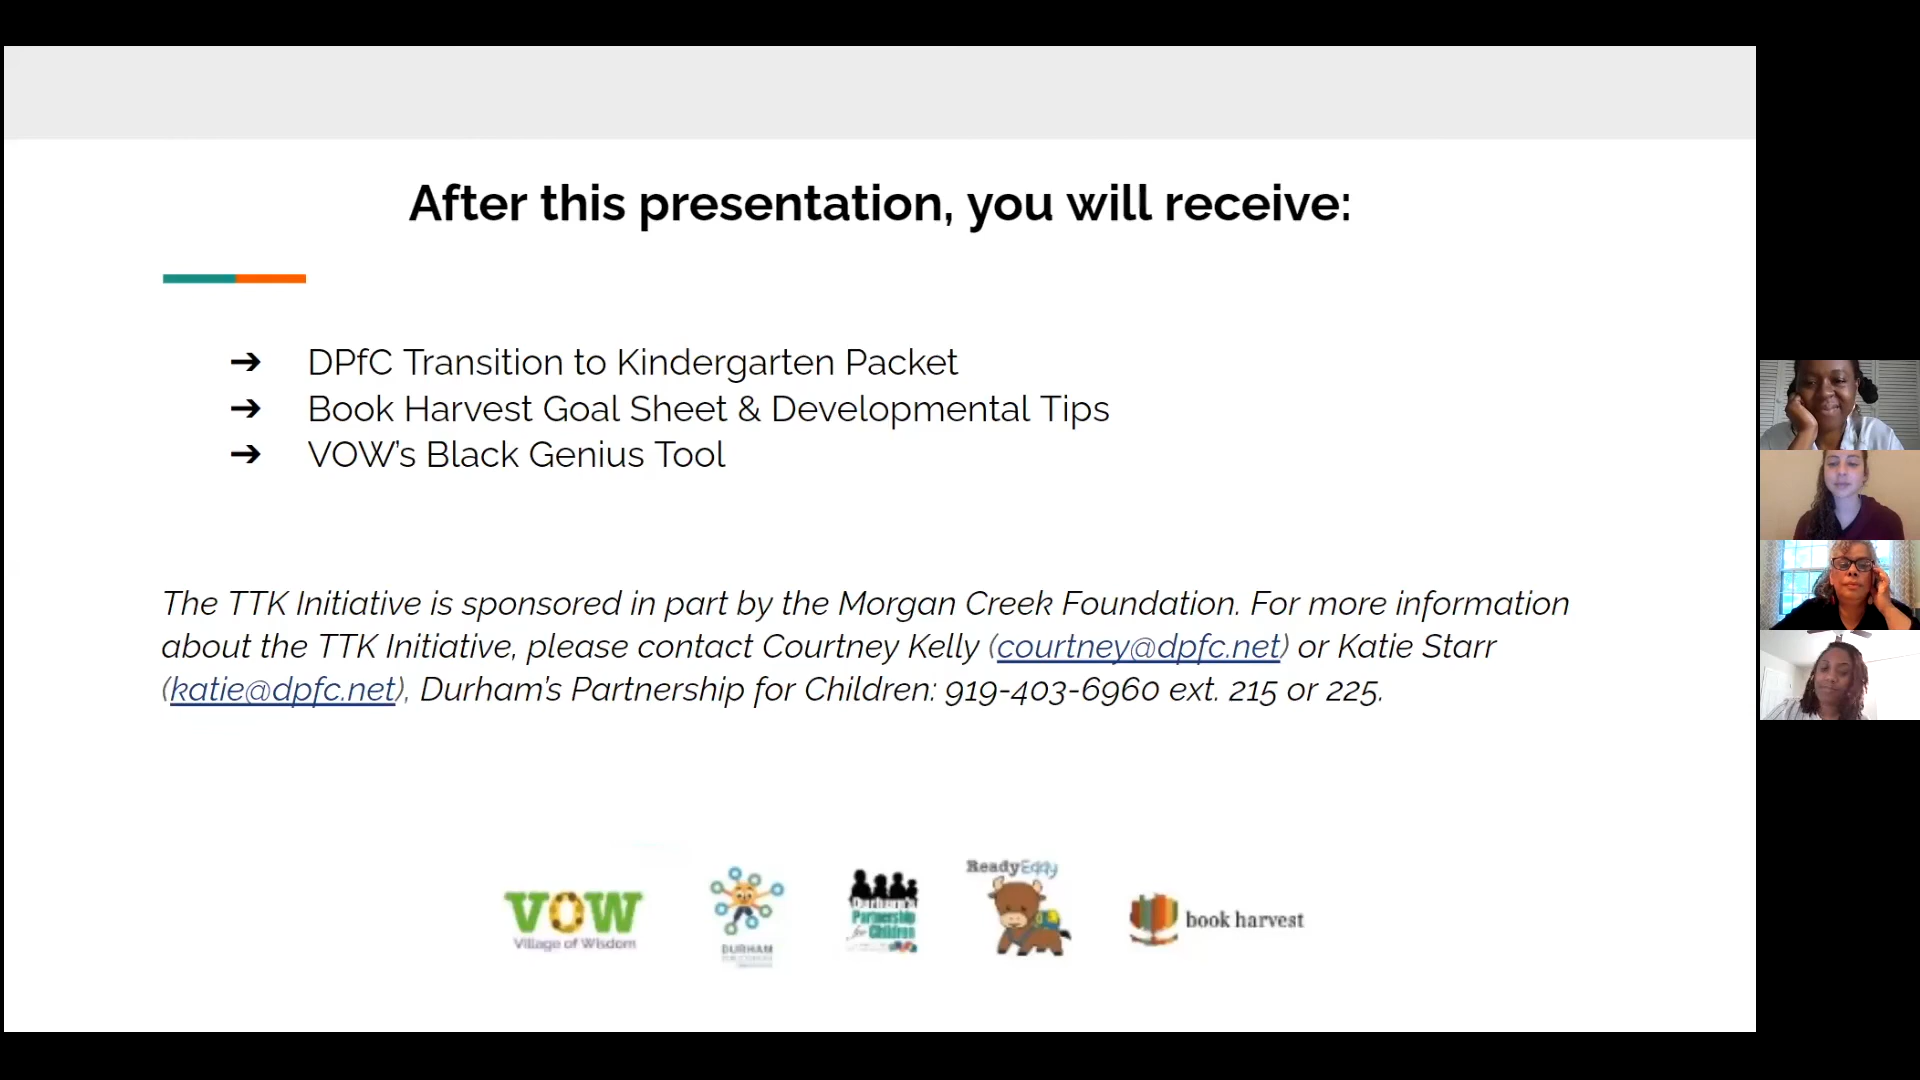 After this presentation, you will receive:
➔ DPfC Transition to Kindergarten Packet
➔ Book Harvest Goal Sheet & Developmental Tips
➔ VOW’s Black Genius Tool
The TTK Initiative is sponsored in part by the Morgan Creek Foundation. For more information
about the TTK Initiative, please contact Courtney Kelly (courtney@dpfc.net) or Katie Starr
(katie@dpfc.net), Durham’s Partnership for Children: 919-403-6960 ext. 215 or 225.
VOW
Village of Wisdom
DURHAM
Durham's
Partnership
for Children
ReadyEddy
book harvest